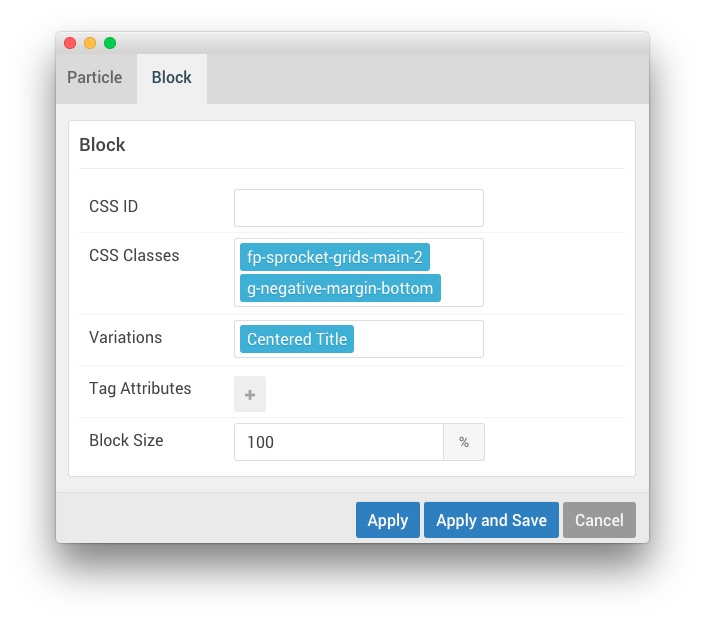 Particle Block
Block
CSS ID
CSS Classes fp-sprocket-grids-main-2
g-negative-margin-bottom
Variations Centered Title
Tag Attributes +
Block Size 100 %
Apply Apply and Save Cancel